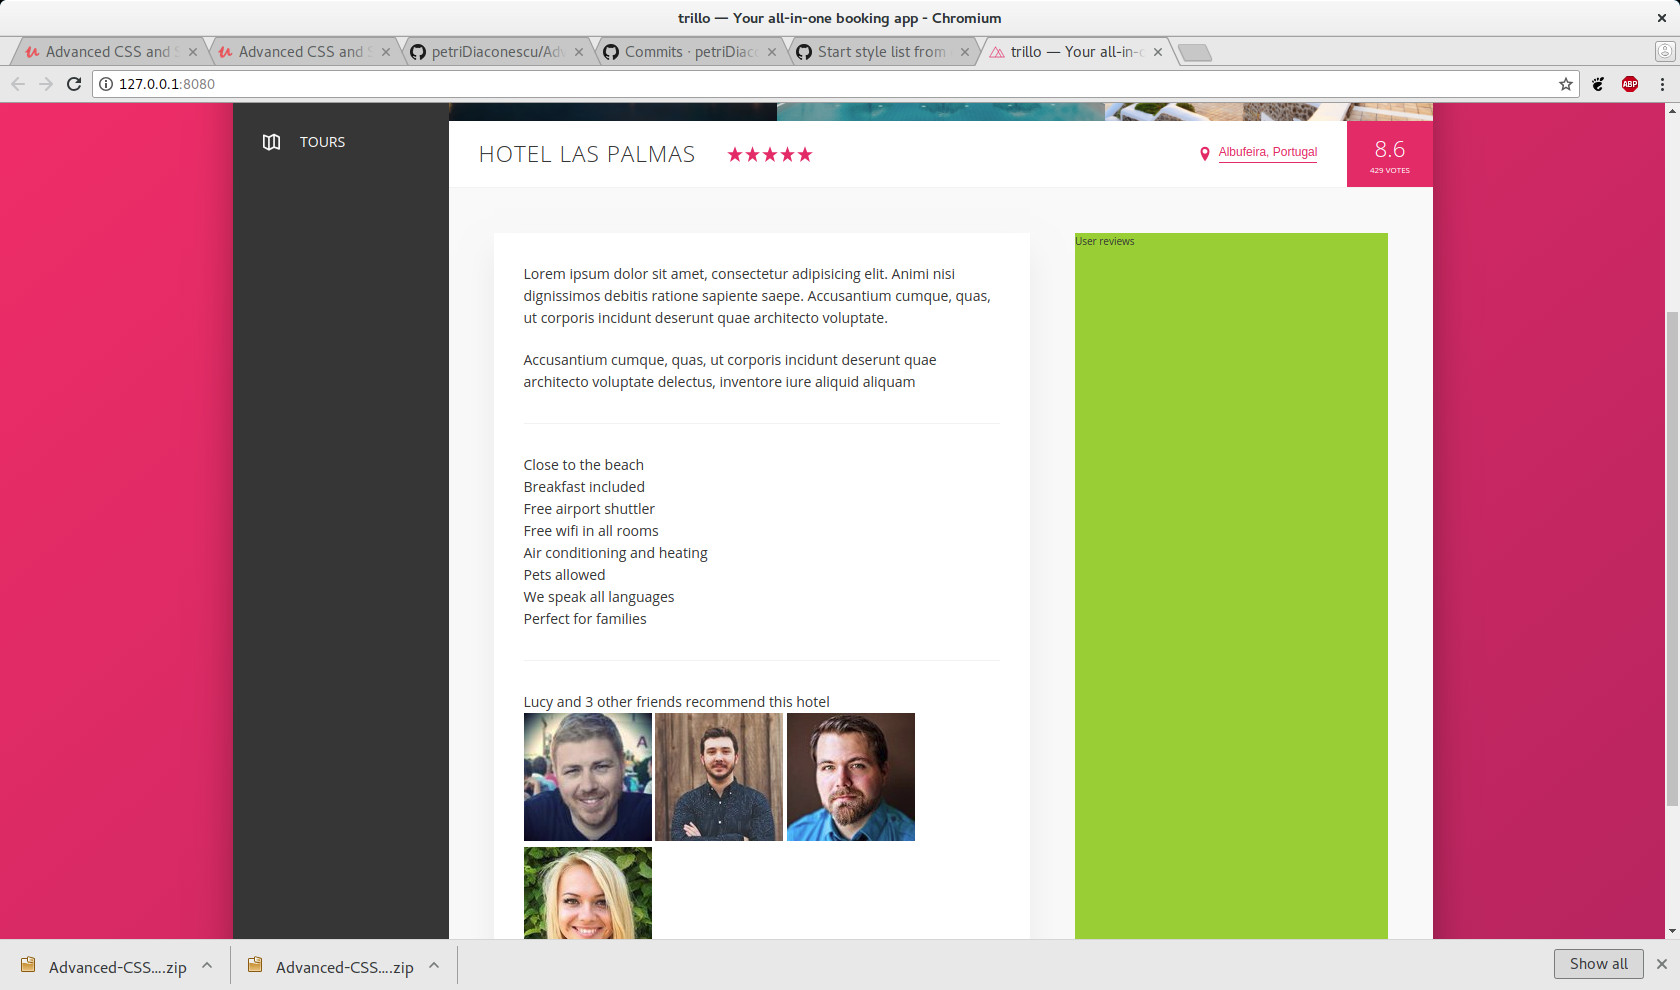 trillo — Your all-in-one booking app - Chromium
Advanced CSS and S
Advanced CSS and S
petriDiaconescu/Adv
Commits · petriDiaco
Start style list from
trillo — Your all-in-o
127.0.0.1:8080
ABP
TOURS
HOTEL LAS PALMAS
Albufeira, Portugal
8.6
429 VOTES
Lorem ipsum dolor sit amet, consectetur adipisicing elit. Animi nisi
dignissimos debitis ratione sapiente saepe. Accusantium cumque, quas,
ut corporis incidunt deserunt quae architecto voluptate.
Accusantium cumque, quas, ut corporis incidunt deserunt quae
architecto voluptate delectus, inventore iure aliquid aliquam
Close to the beach
Breakfast included
Free airport shuttler
Free wifi in all rooms
Air conditioning and heating
Pets allowed
We speak all languages
Perfect for families
Lucy and 3 other friends recommend this hotel
User reviews
Advanced-CSS....zip
Advanced-CSS....zip
Show all